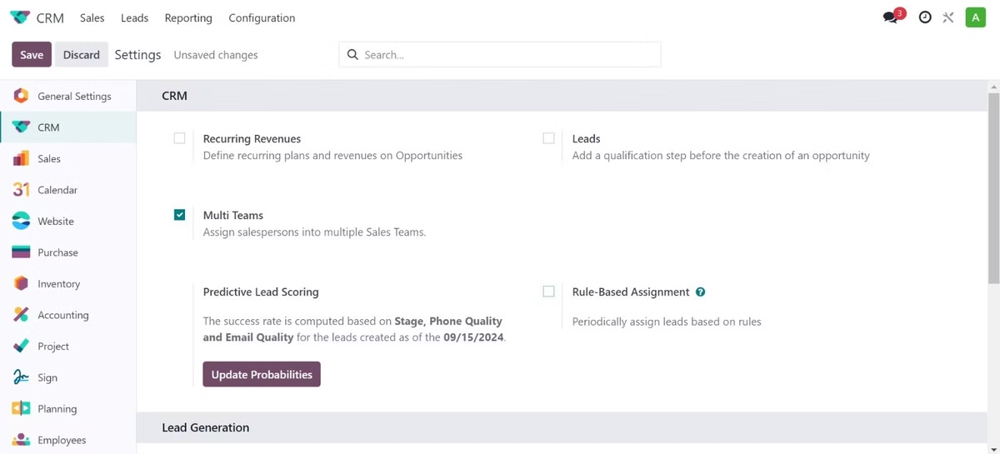 CRM Sales Leads Reporting Configuration 3 A
Save Discard Settings Unsaved changes Search...
General Settings
CRM
Sales
31 Calendar
Website
Purchase
Inventory
Accounting
Project
Sign
Planning
Employees
CRM
Recurring Revenues
Define recurring plans and revenues on Opportunities
Leads
Add a qualification step before the creation of an opportunity
Multi Teams
Assign salespersons into multiple Sales Teams.
Predictive Lead Scoring
The success rate is computed based on Stage, Phone Quality
and Email Quality for the leads created as of the 09/15/2024.
Update Probabilities
Rule-Based Assignment ?
Periodically assign leads based on rules
Lead Generation